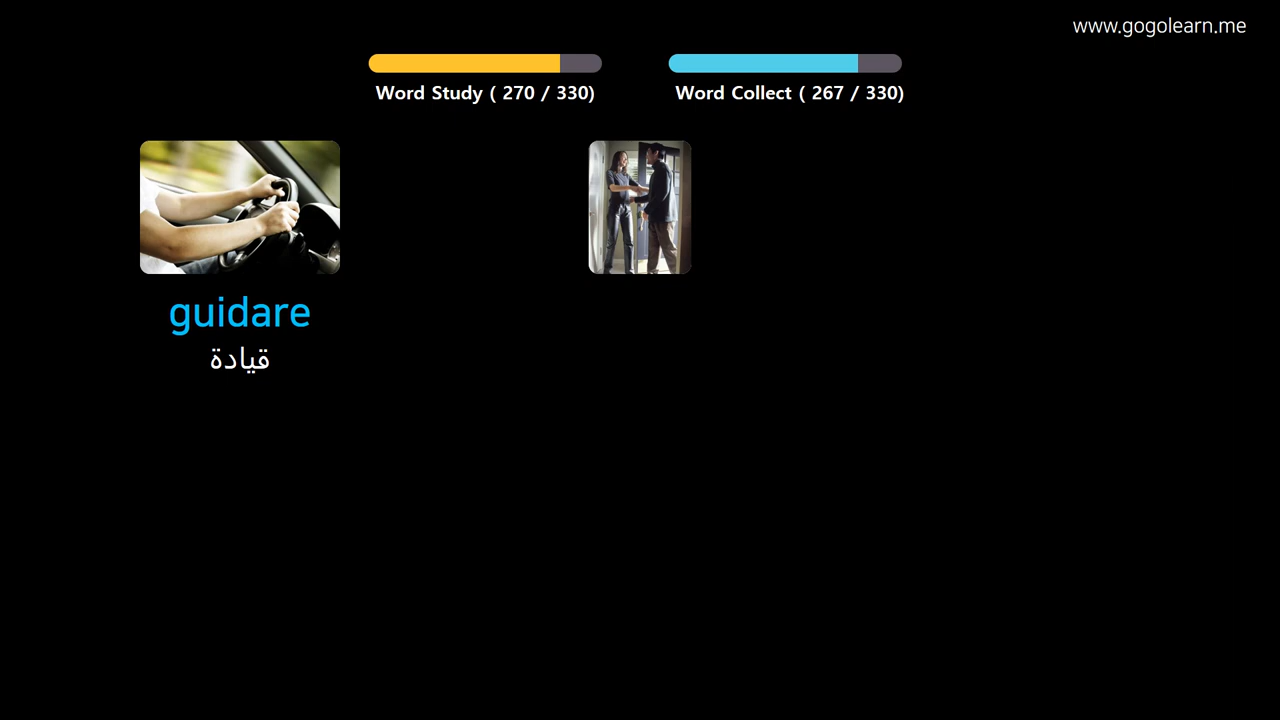 www.gogolearn.me
Word Study ( 270 / 330)
Word Collect ( 267 / 330)
guidare
قيادة